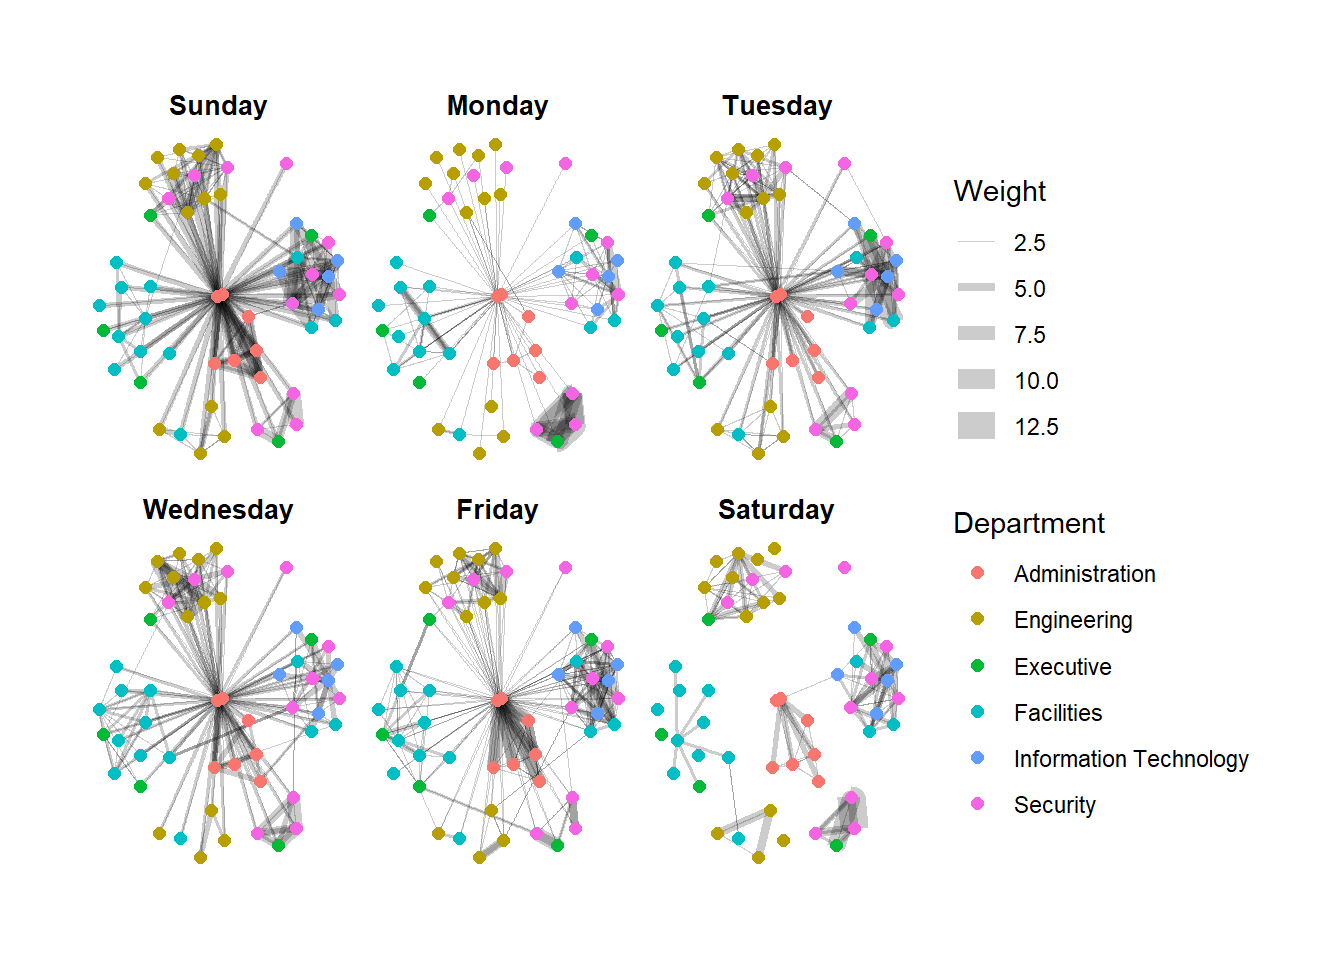 Sunday
Monday
Tuesday
Wednesday
Friday
Saturday
Weight
2.5
5.0
7.5
10.0
12.5
Department
Administration
Engineering
Executive
Facilities
Information Technology
Security